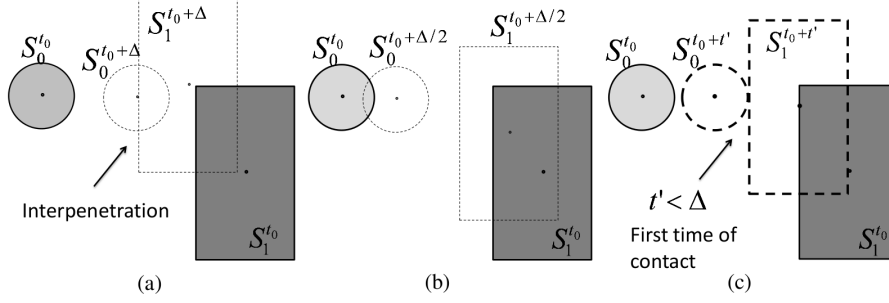 S_0^{t_0}
S_0^{t_0+Δ}
S_1^{t_0+Δ}
Interpenetration
S_1^{t_0}
(a)
S_0^{t_0}
S_0^{t_0+Δ/2}
S_1^{t_0+Δ/2}
S_1^{t_0}
(b)
S_0^{t_0}
S_0^{t_0+t'}
S_1^{t_0+t'}
t' < Δ
First time of
contact
S_1^{t_0}
(c)